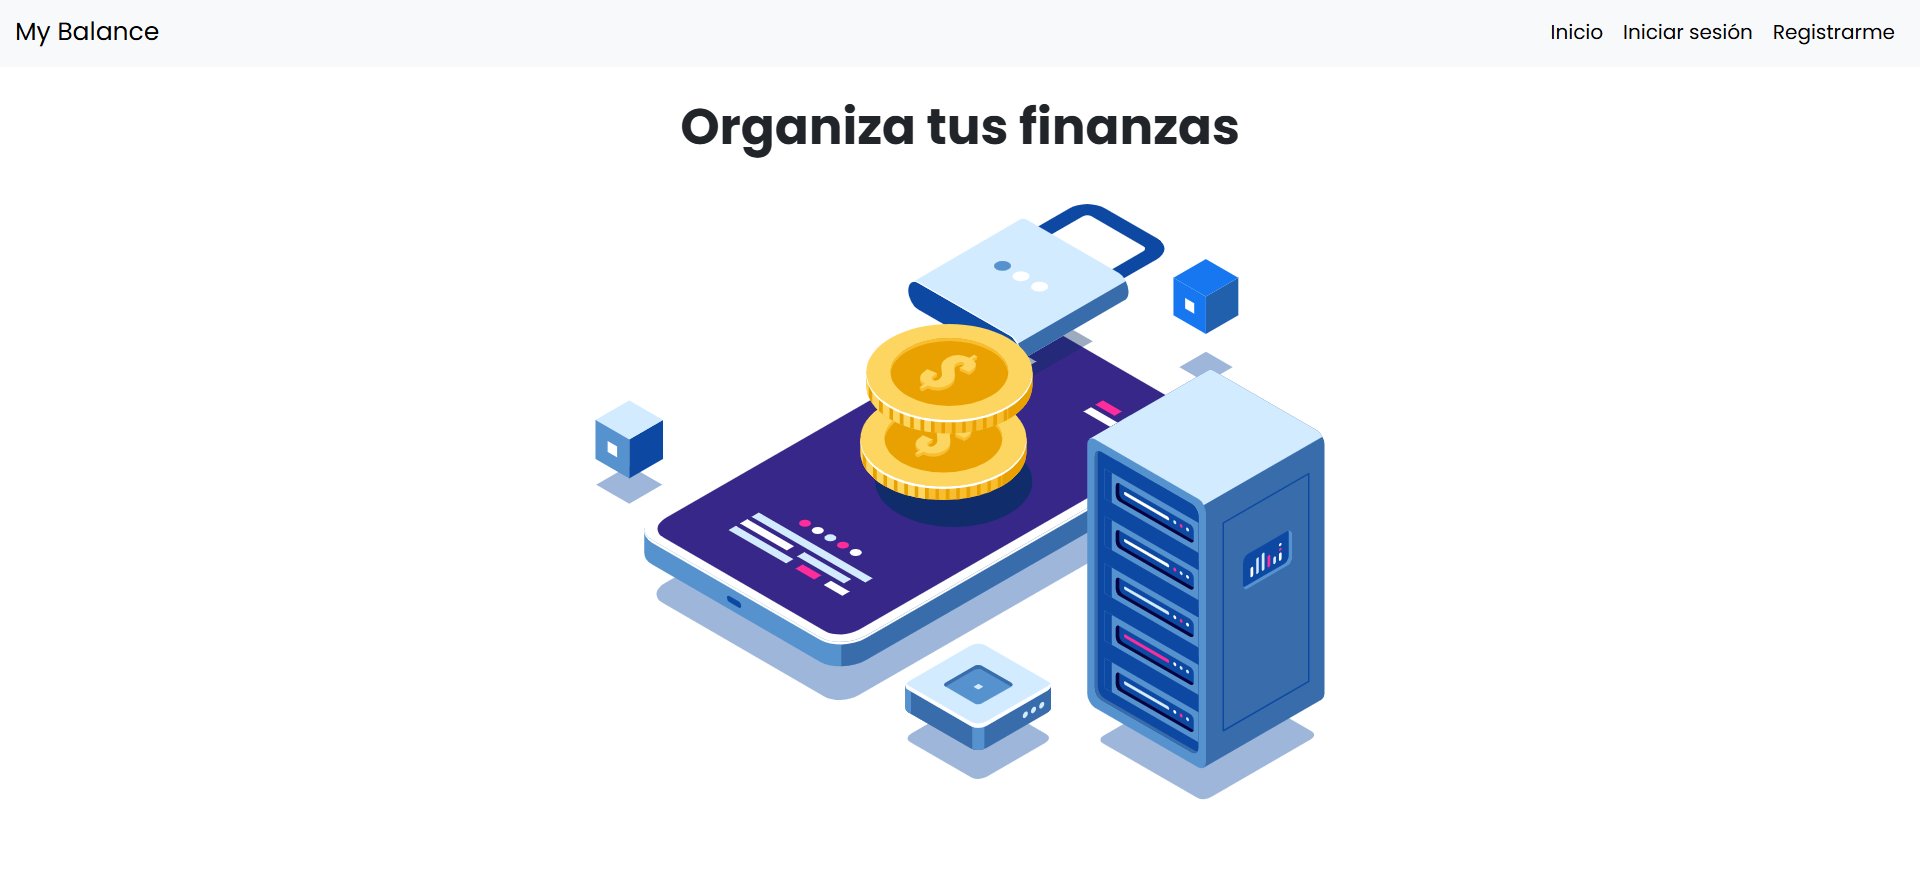 My Balance
Inicio Iniciar sesión Registrarme
Organiza tus finanzas
$
$